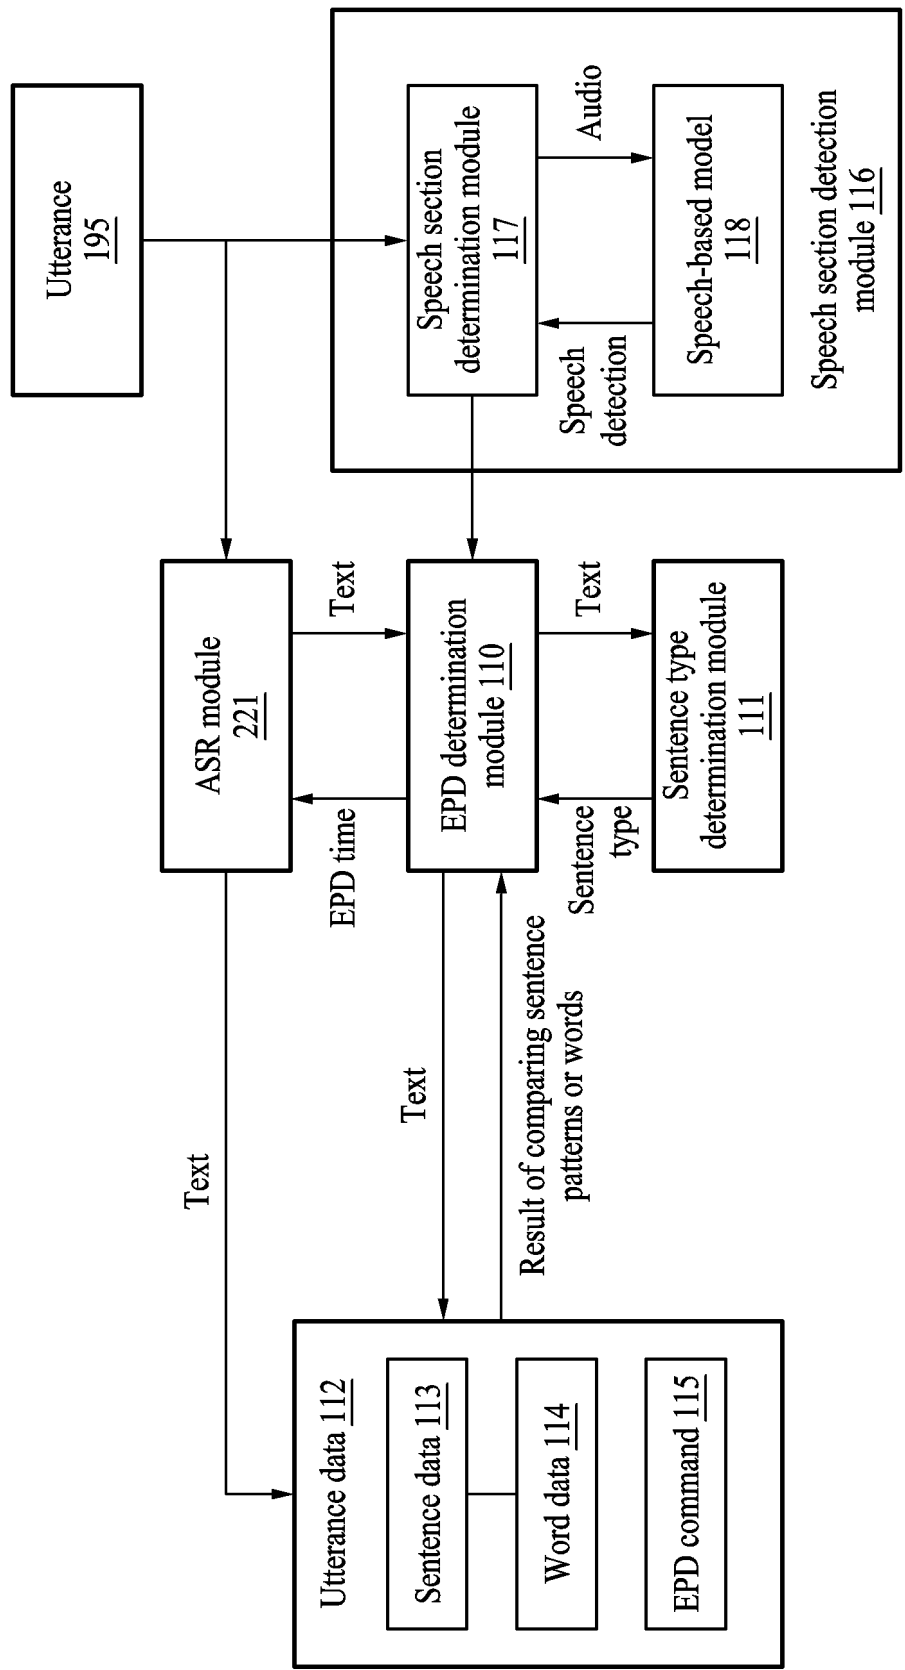 Utterance
195
Text
ASR module
221
Utterance data 112
Sentence data 113
Word data 114
EPD command 115
Text
Result of comparing sentence
patterns or words
EPD time
Text
EPD determination
module 110
Sentence
type
Text
Sentence type
determination module
111
Speech section
determination module
117
Speech
detection
Audio
Speech-based model
118
Speech section detection
module 116